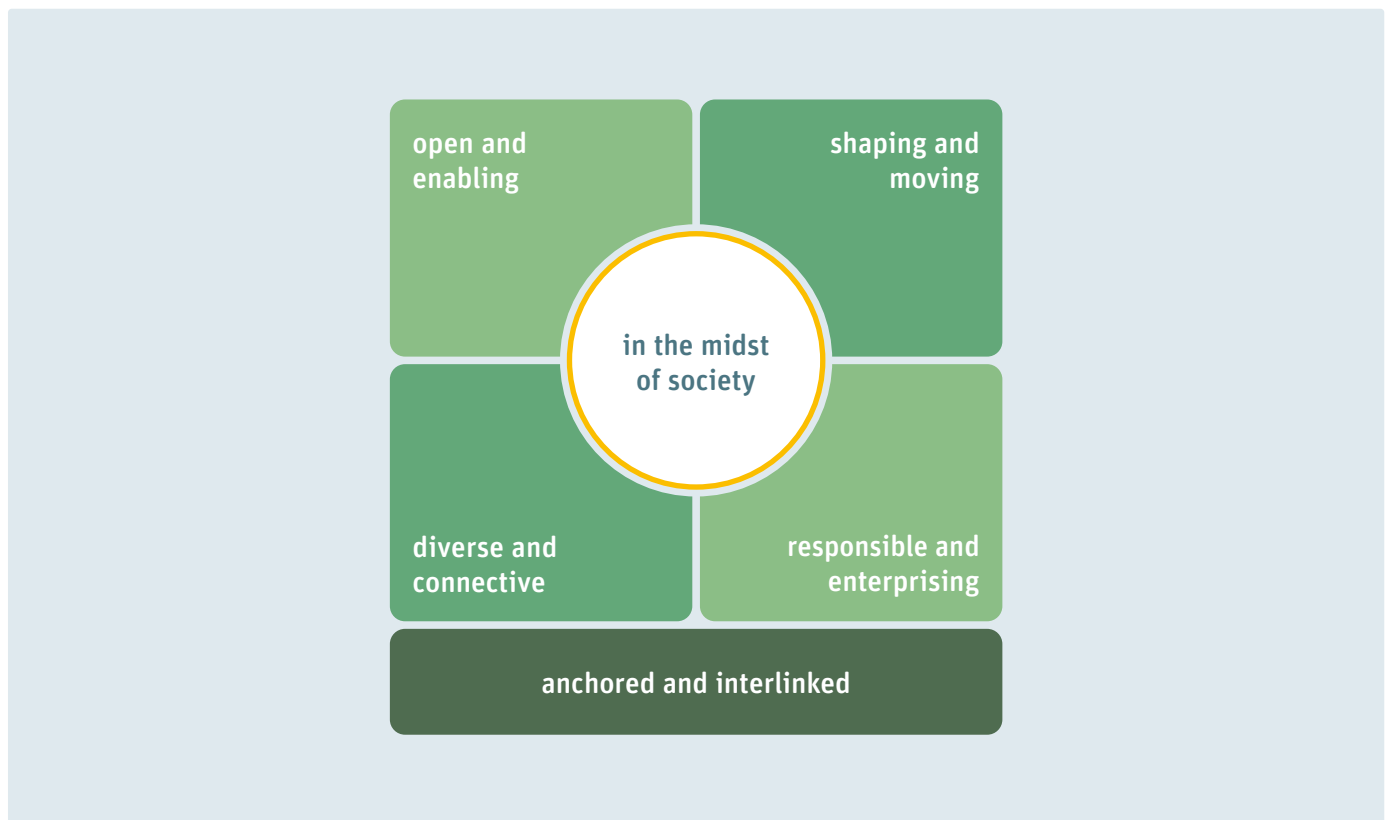 open and
enabling
shaping and
moving
in the midst
of society
diverse and
connective
responsible and
enterprising
anchored and interlinked